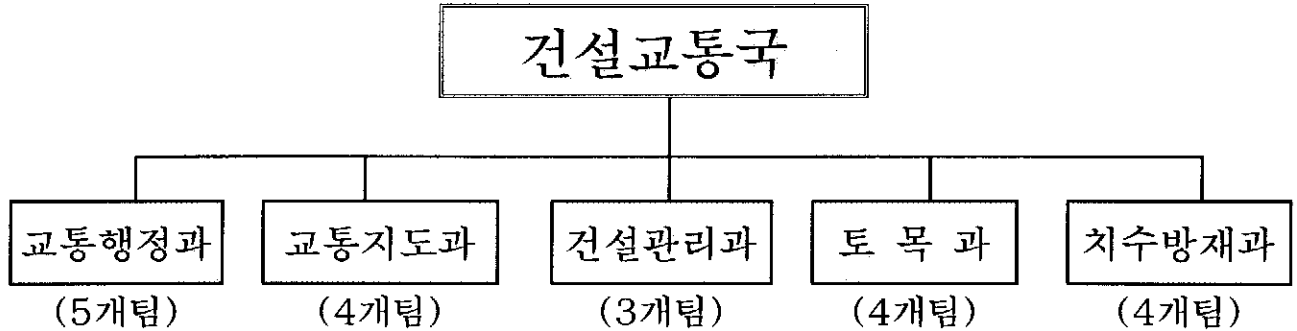 건설교통국
교통행정과 교통지도과 건설관리과 토 목 과 치수방재과
(5개팀) (4개팀) (3개팀) (4개팀) (4개팀)